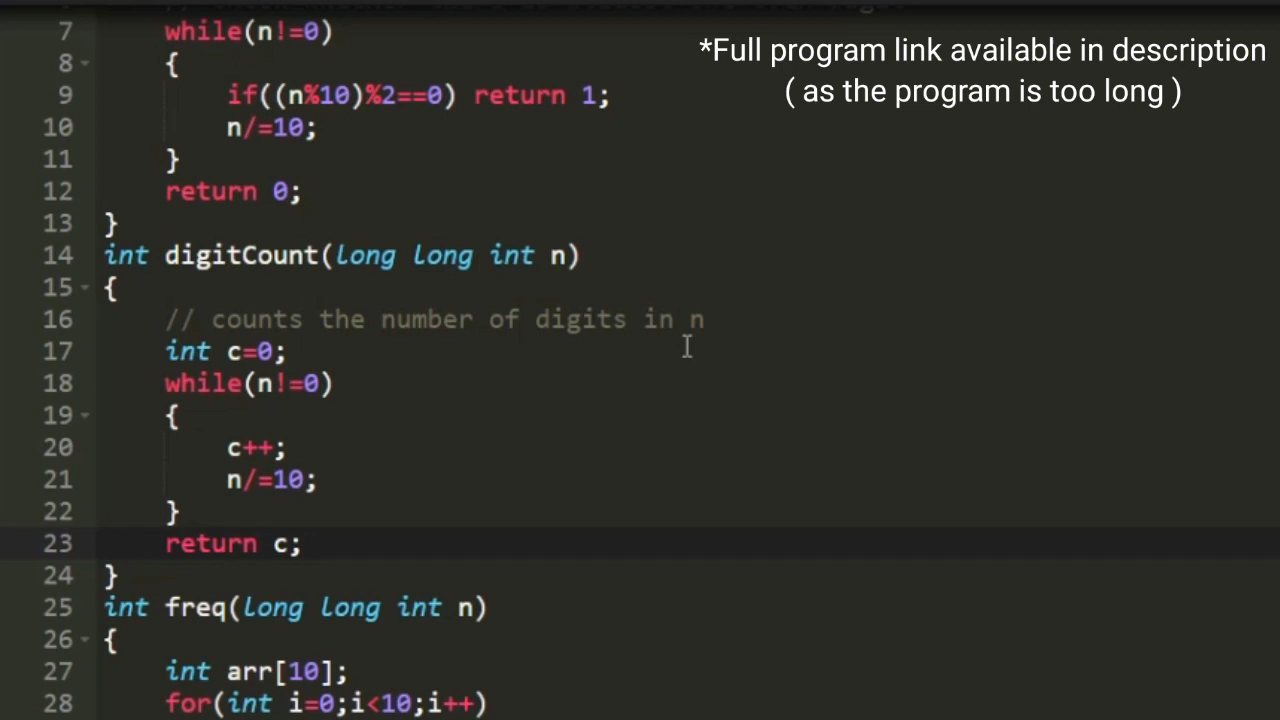 *Full program link available in description
( as the program is too long )
7 while(n!=0)
8 {
9 if((n%10)%2==0) return 1;
10 n/=10;
11 }
12 return 0;
13 }
14 int digitCount(long long int n)
15 {
16 // counts the number of digits in n
17 int c=0;
18 while(n!=0)
19 {
20 c++;
21 n/=10;
22 }
23 return c;
24 }
25 int freq(long long int n)
26 {
27 int arr[10];
28 for(int i=0;i<10;i++)